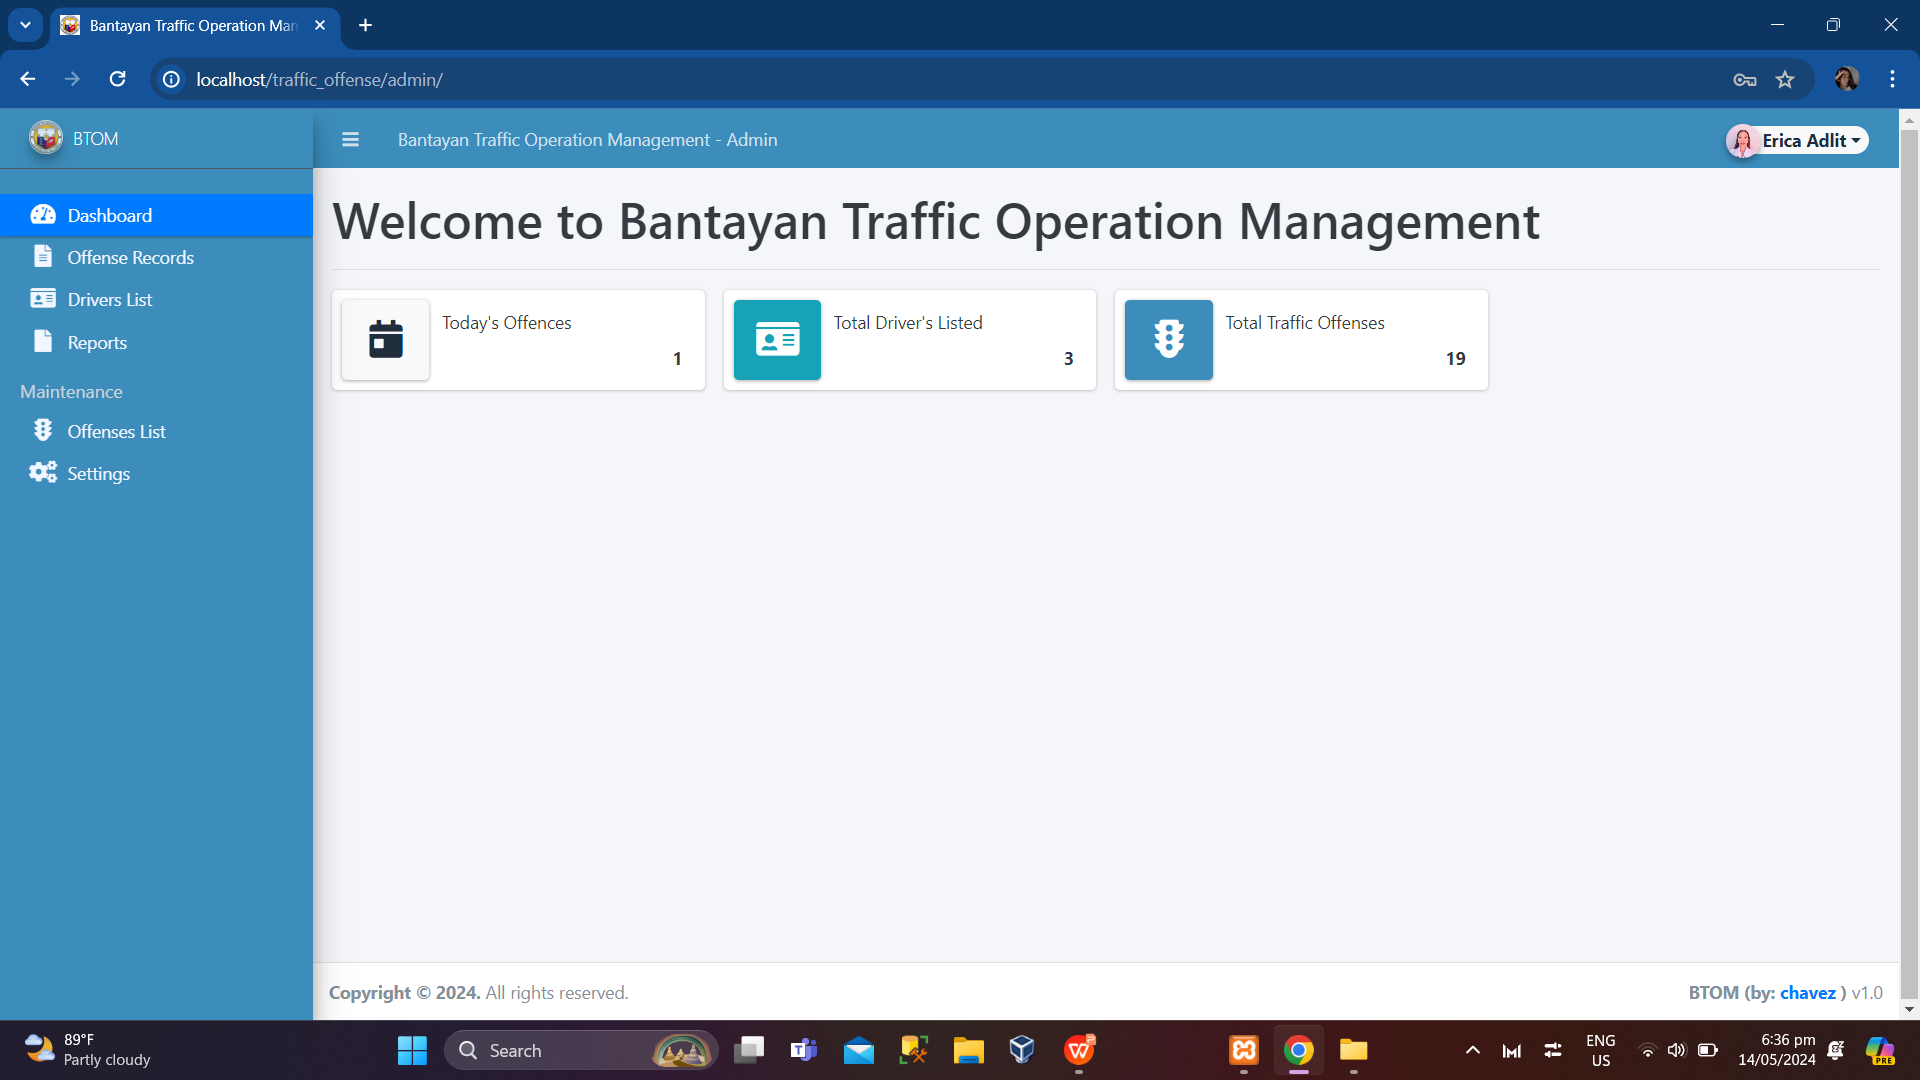 Bantayan Traffic Operation Man
localhost/traffic_offense/admin/
BTOM
Bantayan Traffic Operation Management - Admin
Erica Adlit
Dashboard
Offense Records
Drivers List
Reports
Maintenance
Offenses List
Settings
Welcome to Bantayan Traffic Operation Management
Today's Offences
1
Total Driver's Listed
3
Total Traffic Offenses
19
Copyright © 2024. All rights reserved.
BTOM (by: chavez ) v1.0
89°F
Partly cloudy
Search
ENG
US
6:36 pm
14/05/2024
PRE